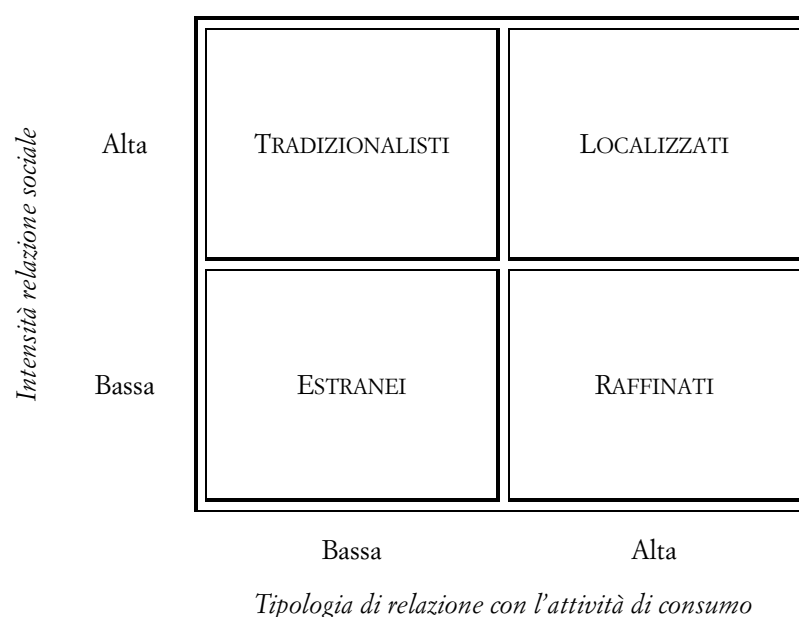 Intensità relazione sociale
Alta
TRADIZIONALISTI
LOCALIZZATI
Bassa
ESTRANEI
RAFFINATI
Bassa
Alta
Tipologia di relazione con l’attività di consumo